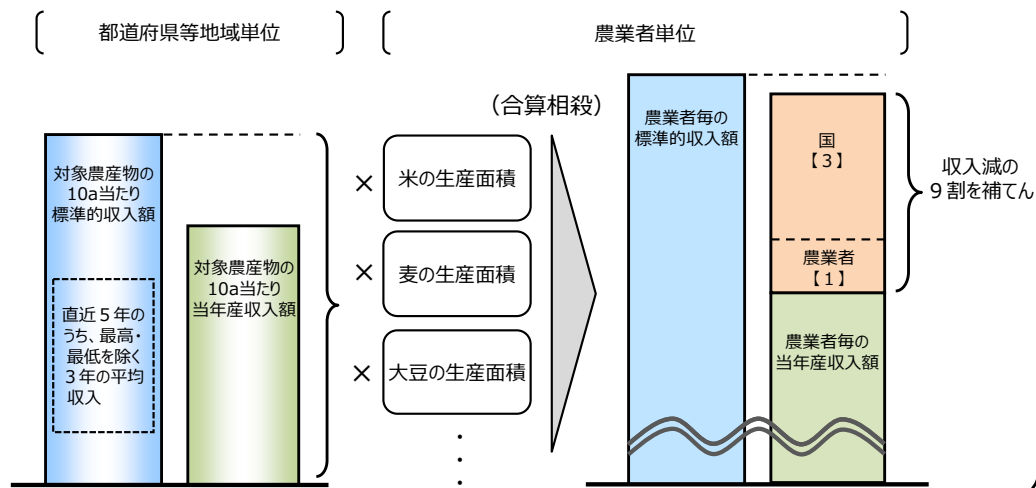 都道府県等地域単位
農業者単位
対象農産物の
10a当たり
標準的収入額
直近５年の
うち、最高・
最低を除く
３年の平均
収入
対象農産物の
10a当たり
当年産収入額
(合算相殺)
× 米の生産面積
× 麦の生産面積
× 大豆の生産面積
・
・
・
農業者毎の
標準的収入額
国
【３】
農業者
【１】
農業者毎の
当年産収入額
収入減の
９割を補てん